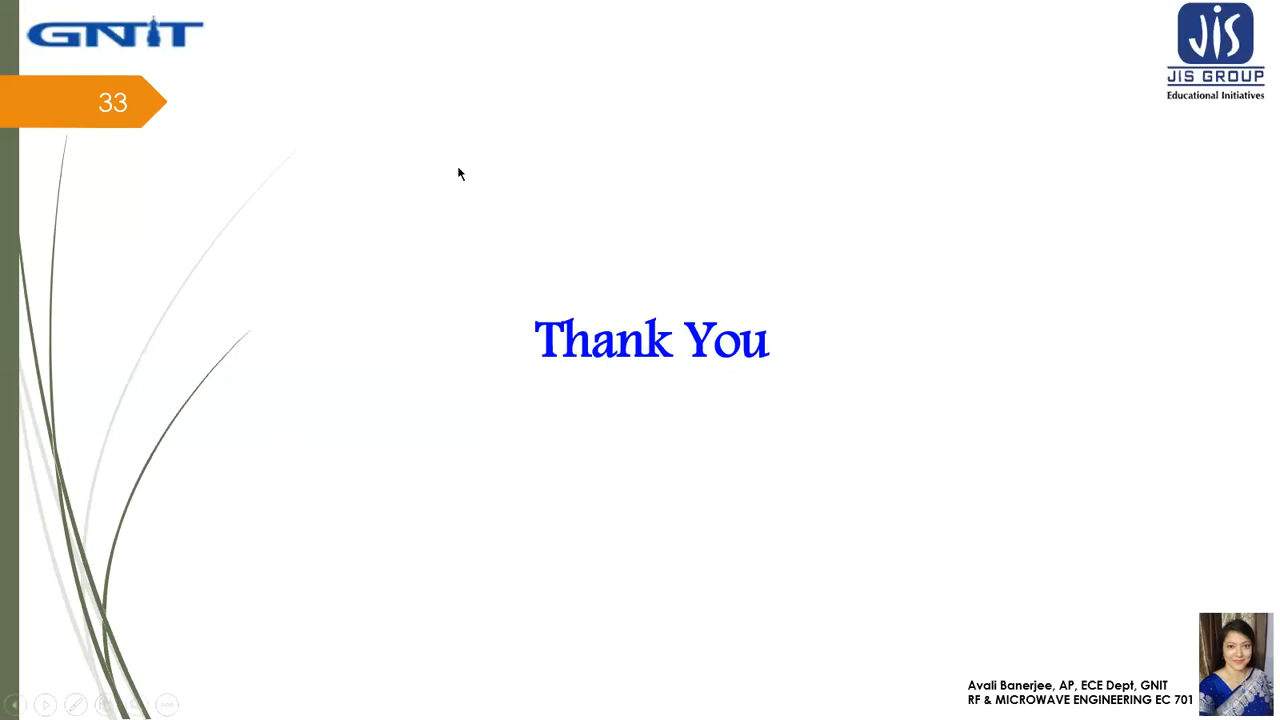 GNIT
JIS
JIS GROUP
Educational Initiatives
33
Thank You
Avali Banerjee, AP, ECE Dept, GNIT
RF & MICROWAVE ENGINEERING EC 701